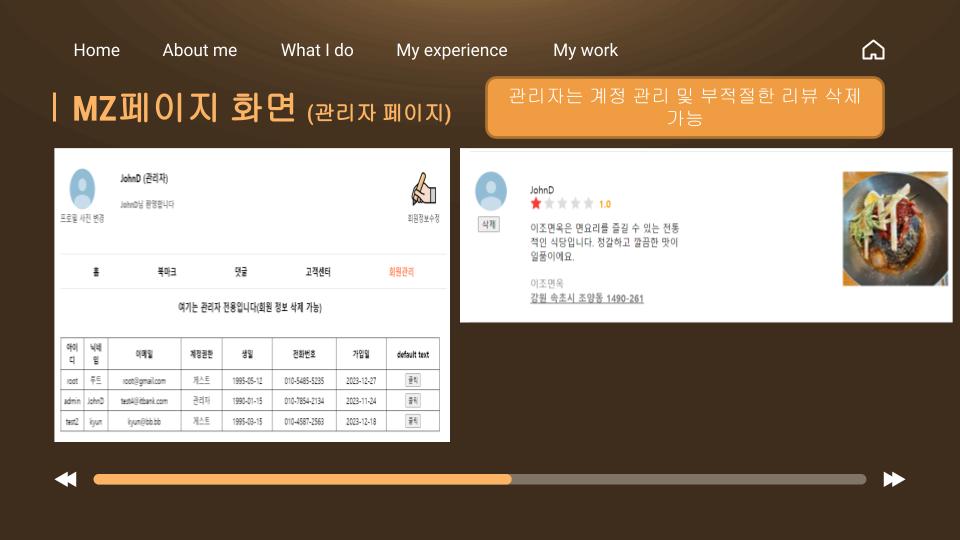 Home About me What I do My experience My work
MZ페이지 화면 (관리자 페이지)
관리자는 계정 관리 및 부적절한 리뷰 삭제
가능
JohnD (관리자)
JohnD님 환영합니다
프로필 사진 변경
회원정보수정
홈 북마크 댓글 고객센터 회원관리
여기는 관리자 전용입니다(회원 정보 삭제 가능)
아이디 닉네임 이메일 계정권한 생일 전화번호 가입일 default text
root 루트 root@gmail.com 게스트 1995-05-12 010-5485-5235 2023-12-27 클릭
admin JohnD test4@itbank.com 관리자 1990-01-15 010-7854-2134 2023-11-24 클릭
test2 kyun kyun@bb.bb 게스트 1995-03-15 010-4587-2563 2023-12-18 클릭
JohnD
1.0
삭제
이조면옥은 면요리를 즐길 수 있는 전통
적인 식당입니다. 정갈하고 깔끔한 맛이
일품이에요.
이조면옥
강원 속초시 조양동 1490-261